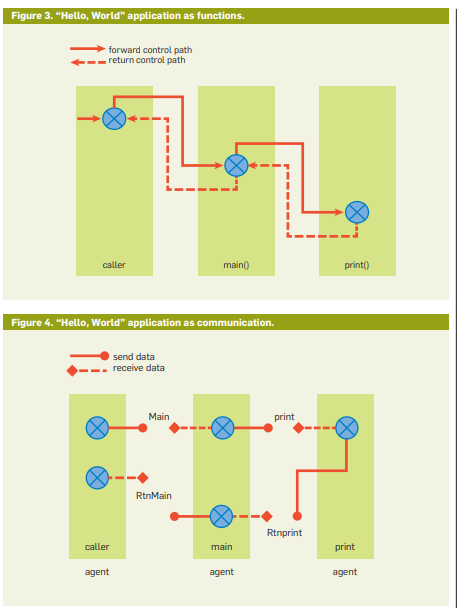 Figure 3. “Hello, World” application as functions.
forward control path
return control path
caller
main()
print()
Figure 4. “Hello, World” application as communication.
send data
receive data
Main
print
RtnMain
Rtnprint
caller
main
print
agent
agent
agent